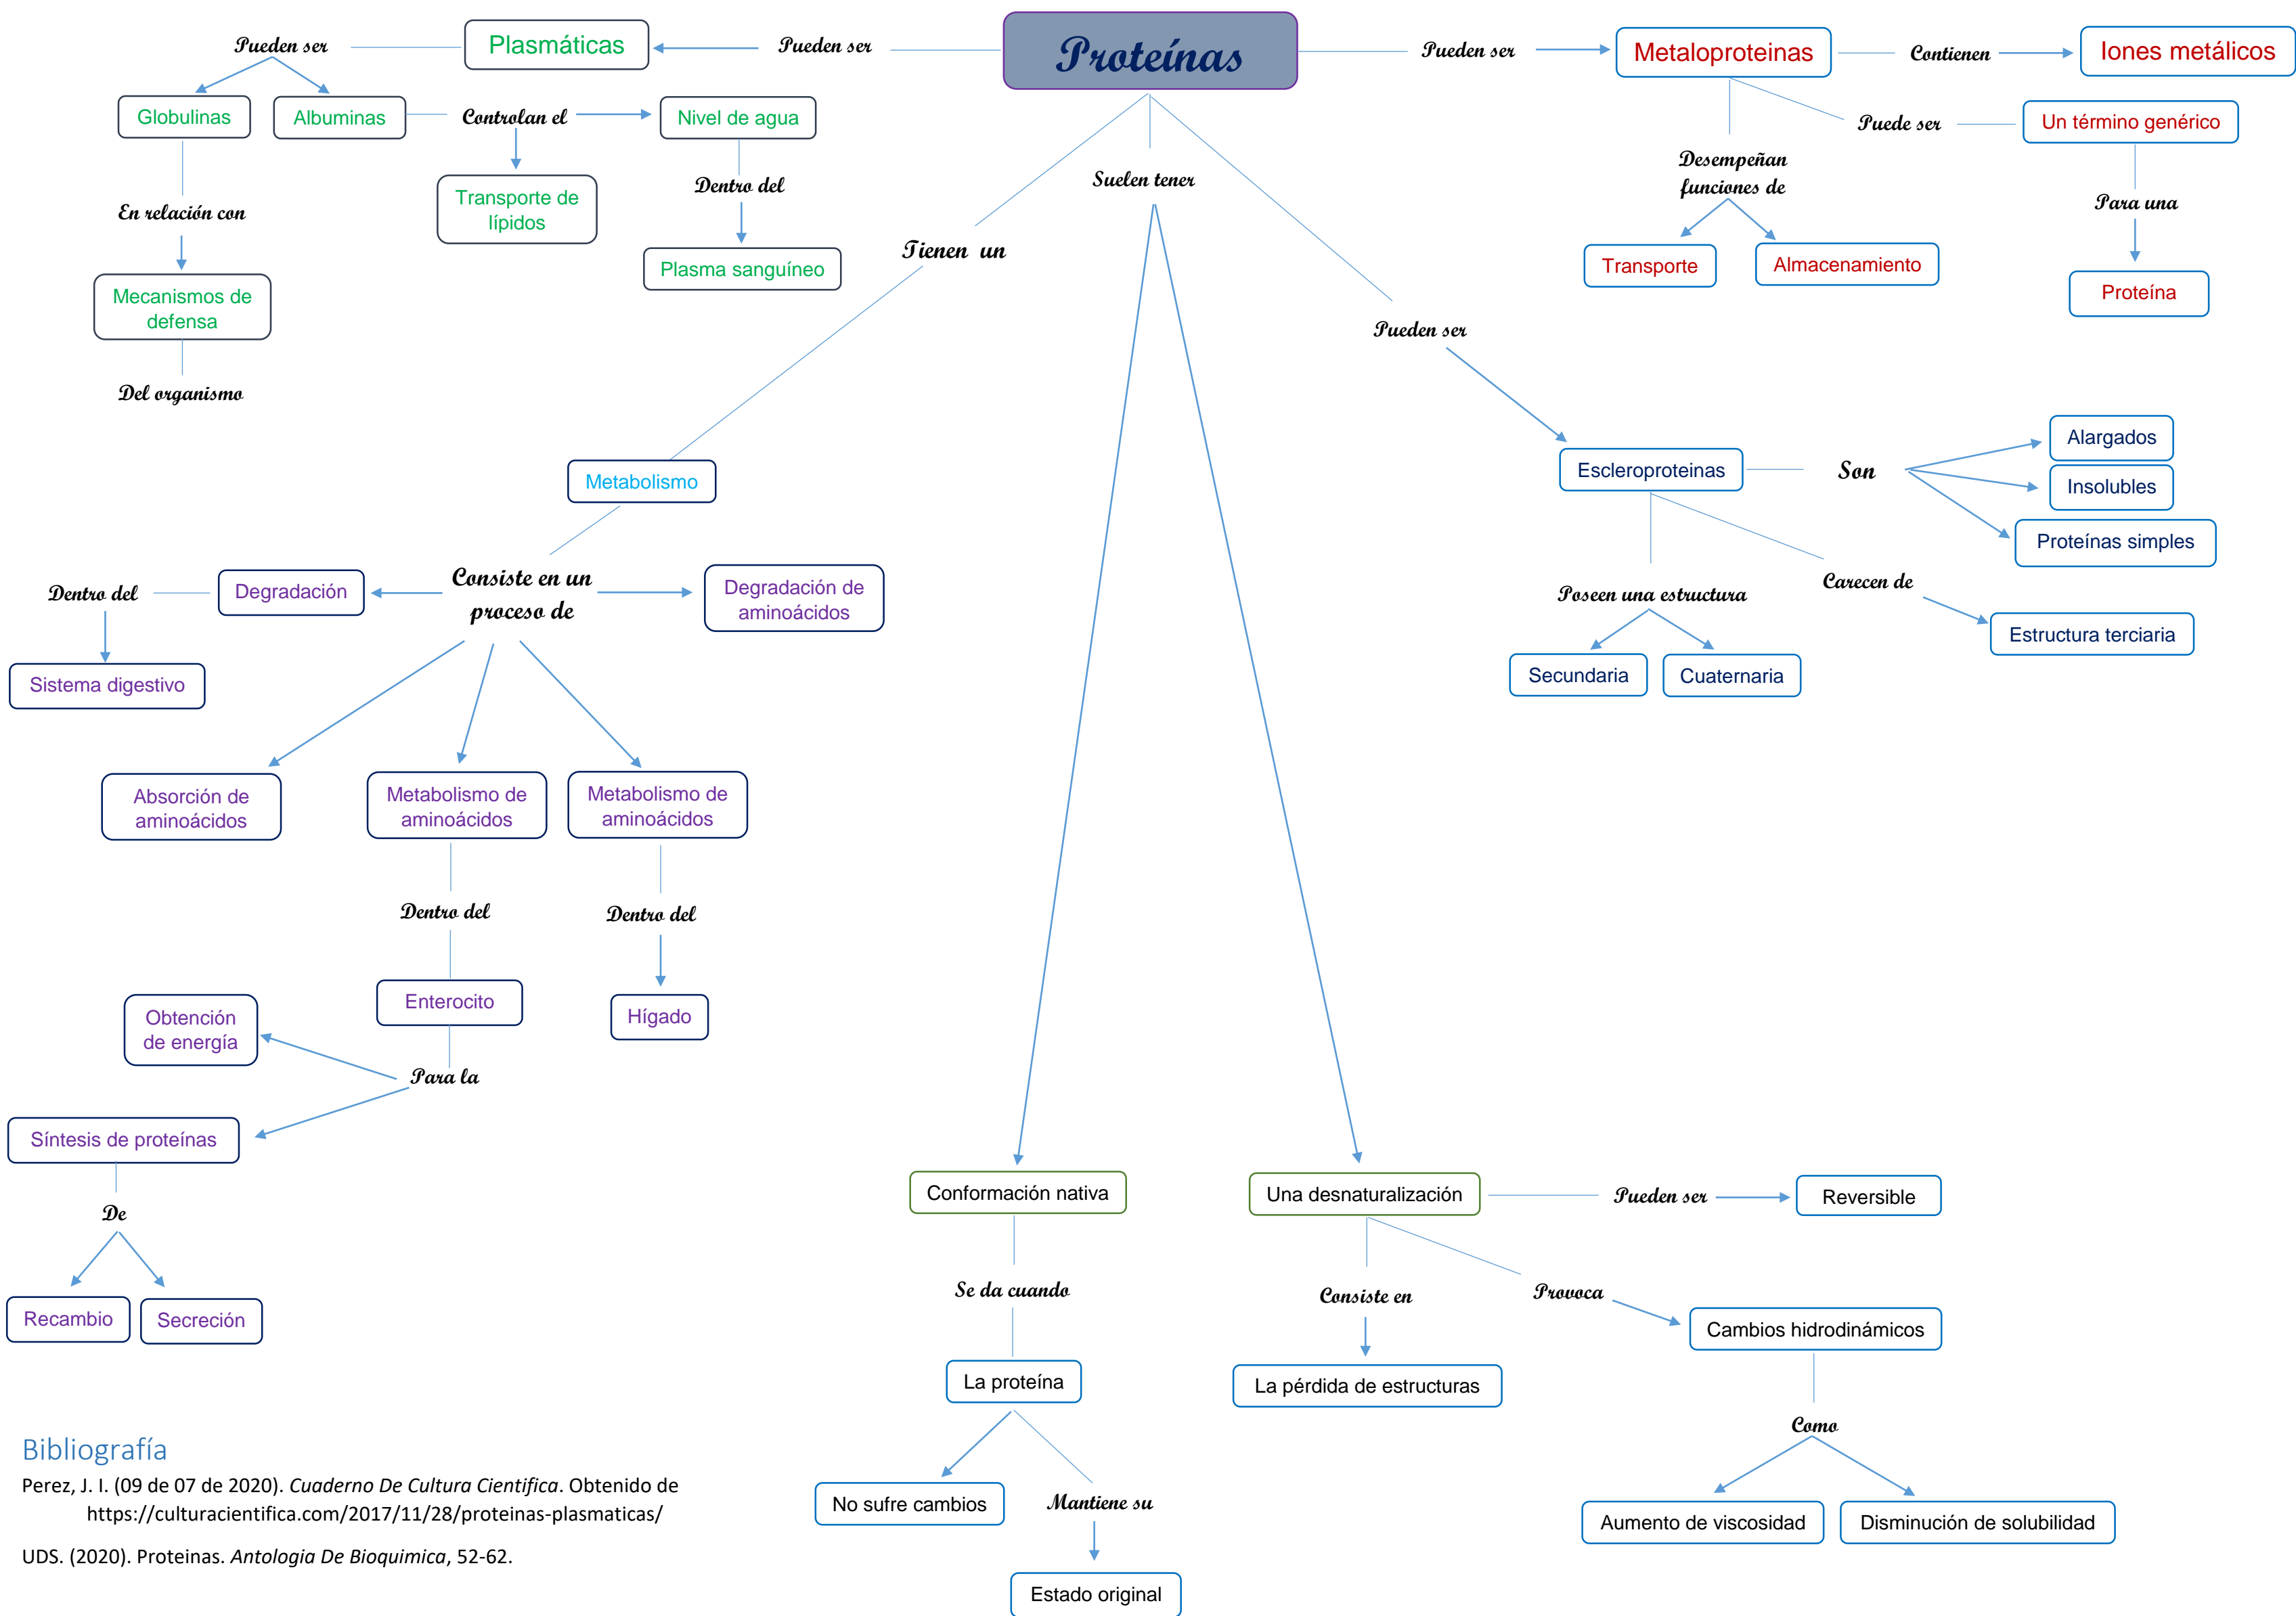 Proteínas
Pueden ser
Plasmáticas
Pueden ser
Globulinas
Albuminas
Controlan el
Nivel de agua
Transporte de
lípidos
Dentro del
Plasma sanguíneo
En relación con
Mecanismos de
defensa
Del organismo
Pueden ser
Metaloproteinas
Contienen
Iones metálicos
Puede ser
Un término genérico
Para una
Proteína
Desempeñan
funciones de
Transporte
Almacenamiento
Suelen tener
Tienen un
Pueden ser
Metabolismo
Consiste en un
proceso de
Degradación
Dentro del
Sistema digestivo
Degradación de
aminoácidos
Absorción de
aminoácidos
Metabolismo de
aminoácidos
Metabolismo de
aminoácidos
Dentro del
Dentro del
Enterocito
Hígado
Para la
Obtención
de energía
Síntesis de proteínas
De
Recambio
Secreción
Escleroproteinas
Son
Alargados
Insolubles
Proteínas simples
Poseen una estructura
Secundaria
Cuaternaria
Carecen de
Estructura terciaria
Conformación nativa
Se da cuando
La proteína
No sufre cambios
Mantiene su
Estado original
Una desnaturalización
Pueden ser
Reversible
Consiste en
La pérdida de estructuras
Provoca
Cambios hidrodinámicos
Como
Aumento de viscosidad
Disminución de solubilidad
Bibliografía
Perez, J. I. (09 de 07 de 2020). Cuaderno De Cultura Cientifica. Obtenido de
https://culturacientifica.com/2017/11/28/proteinas-plasmaticas/
UDS. (2020). Proteinas. Antologia De Bioquimica, 52-62.